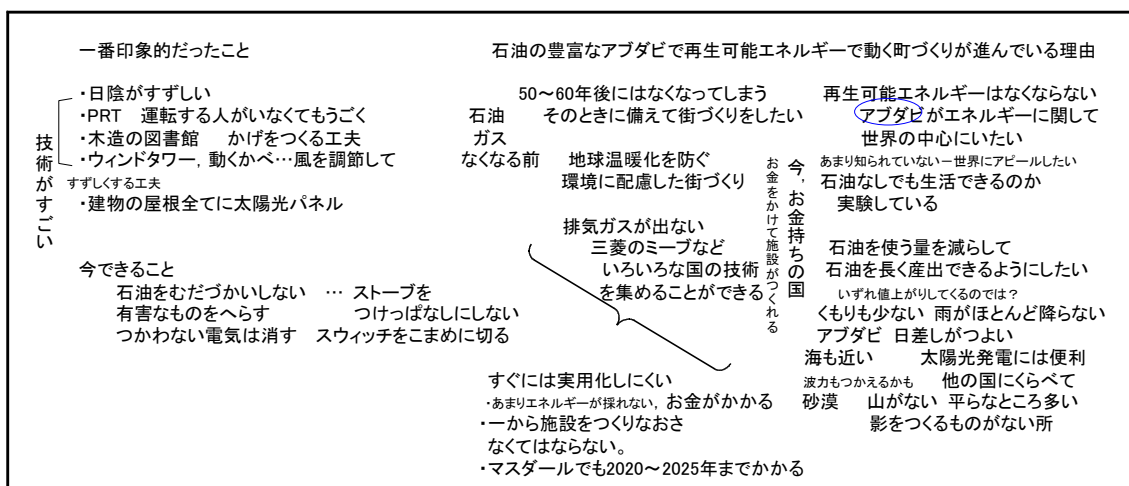 一番印象的だったこと
・日陰がすずしい
・PRT 運転する人がいなくてもうごく
・木造の図書館 かげをつくる工夫
・ウィンドタワー，動くかべ…風を調節して
すずしくする工夫
・建物の屋根全てに太陽光パネル
技術がすごい
今できること
石油をむだづかいしない … ストーブを
有害なものをへらす つけっぱなしにしない
つかわない電気は消す スウィッチをこまめに切る
石油の豊富なアブダビで再生可能エネルギーで動く町づくりが進んでいる理由
50～60年後にはなくなってしまう
石油 そのときに備えて街づくりをしたい
ガス
なくなる前 地球温暖化を防ぐ
環境に配慮した街づくり
排気ガスが出ない
三菱のミーブなど
いろいろな国の技術
を集めることができる
今，お金持ちの国
お金をかけて施設がつくれる
すぐには実用化しにくい
・あまりエネルギーが採れない，お金がかかる
・一から施設をつくりなおさ
なくてはならない。
・マスダールでも2020～2025年までかかる
再生可能エネルギーはなくならない
アブダビがエネルギーに関して
世界の中心にいたい
あまり知られていないー世界にアピールしたい
石油なしでも生活できるのか
実験している
石油を使う量を減らして
石油を長く産出できるようにしたい
いずれ値上がりしてくるのでは？
くもりも少ない 雨がほとんど降らない
アブダビ 日差しがつよい
海も近い 太陽光発電には便利
波力もつかえるかも 他の国にくらべて
砂漠 山がない 平らなところ多い
影をつくるものがない所